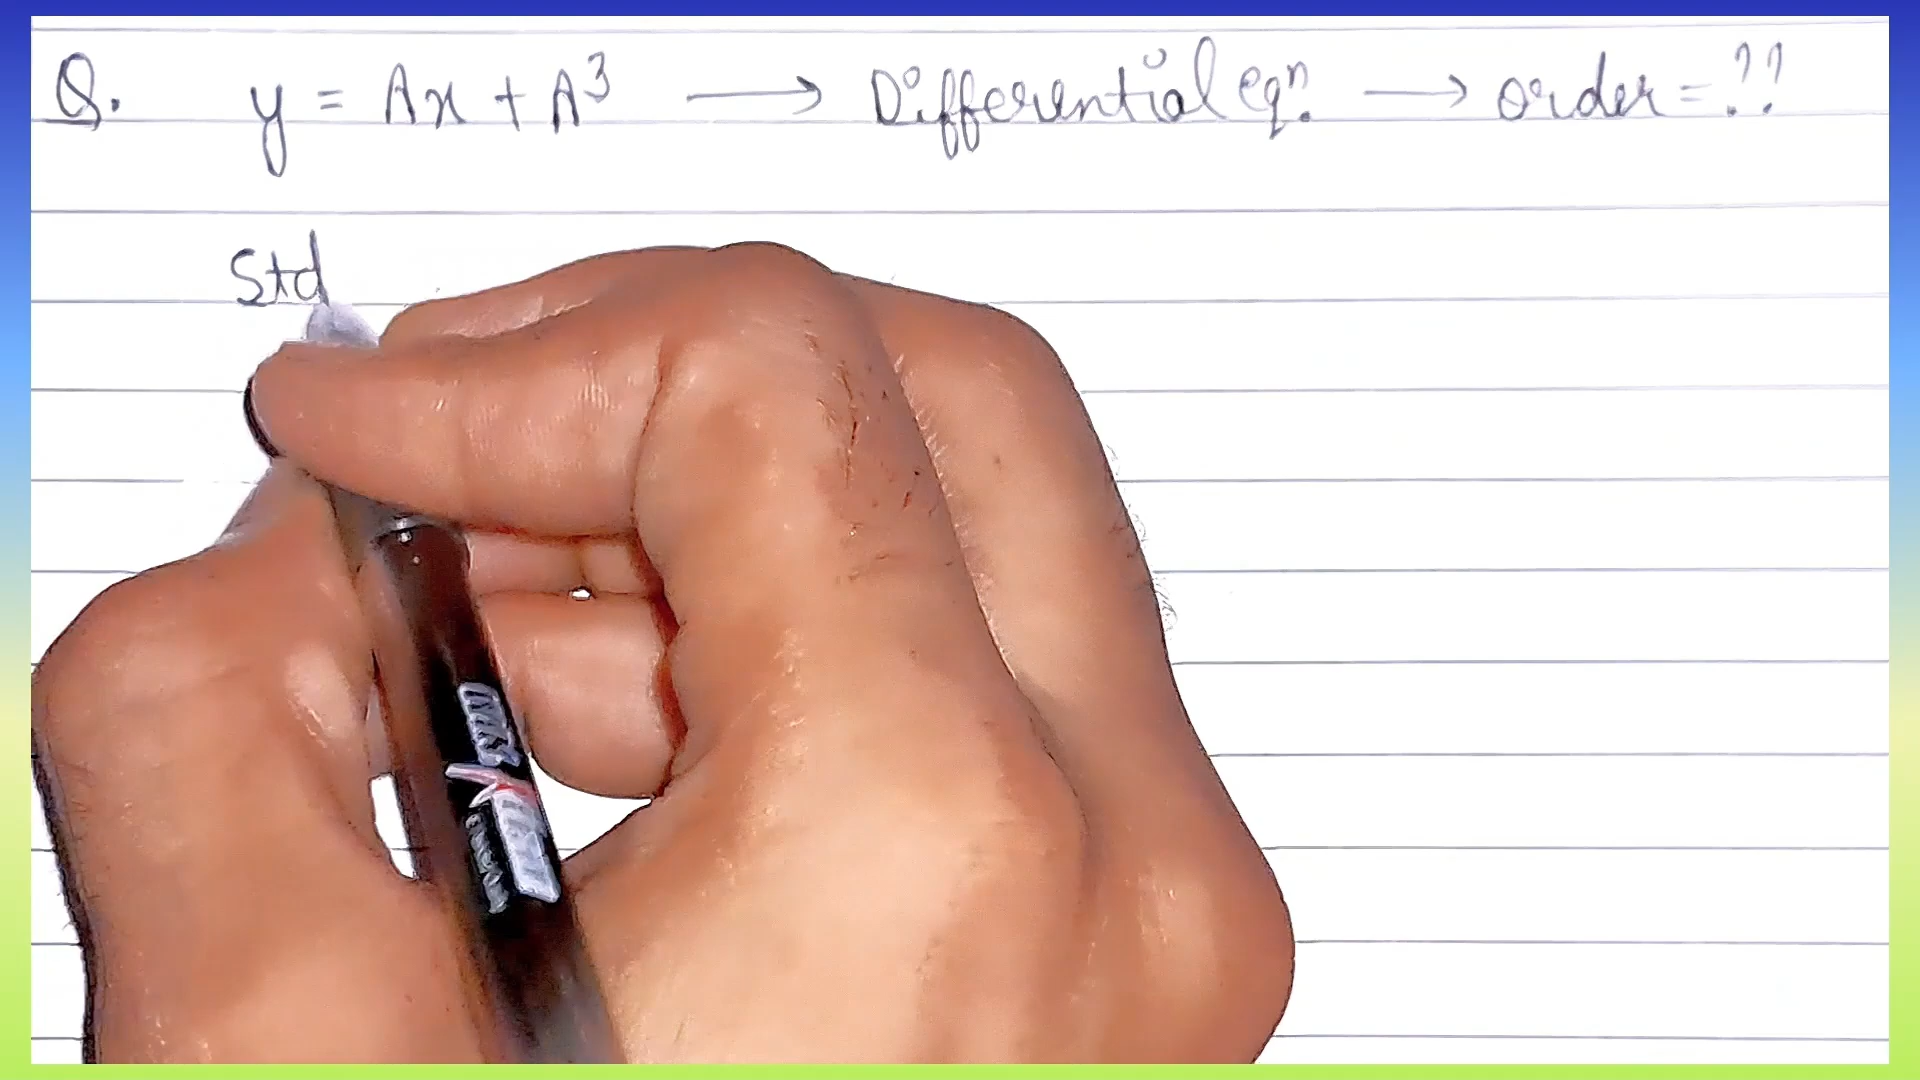 Q. y = Ax + A³ → Differential eqn. → order = ??
Std